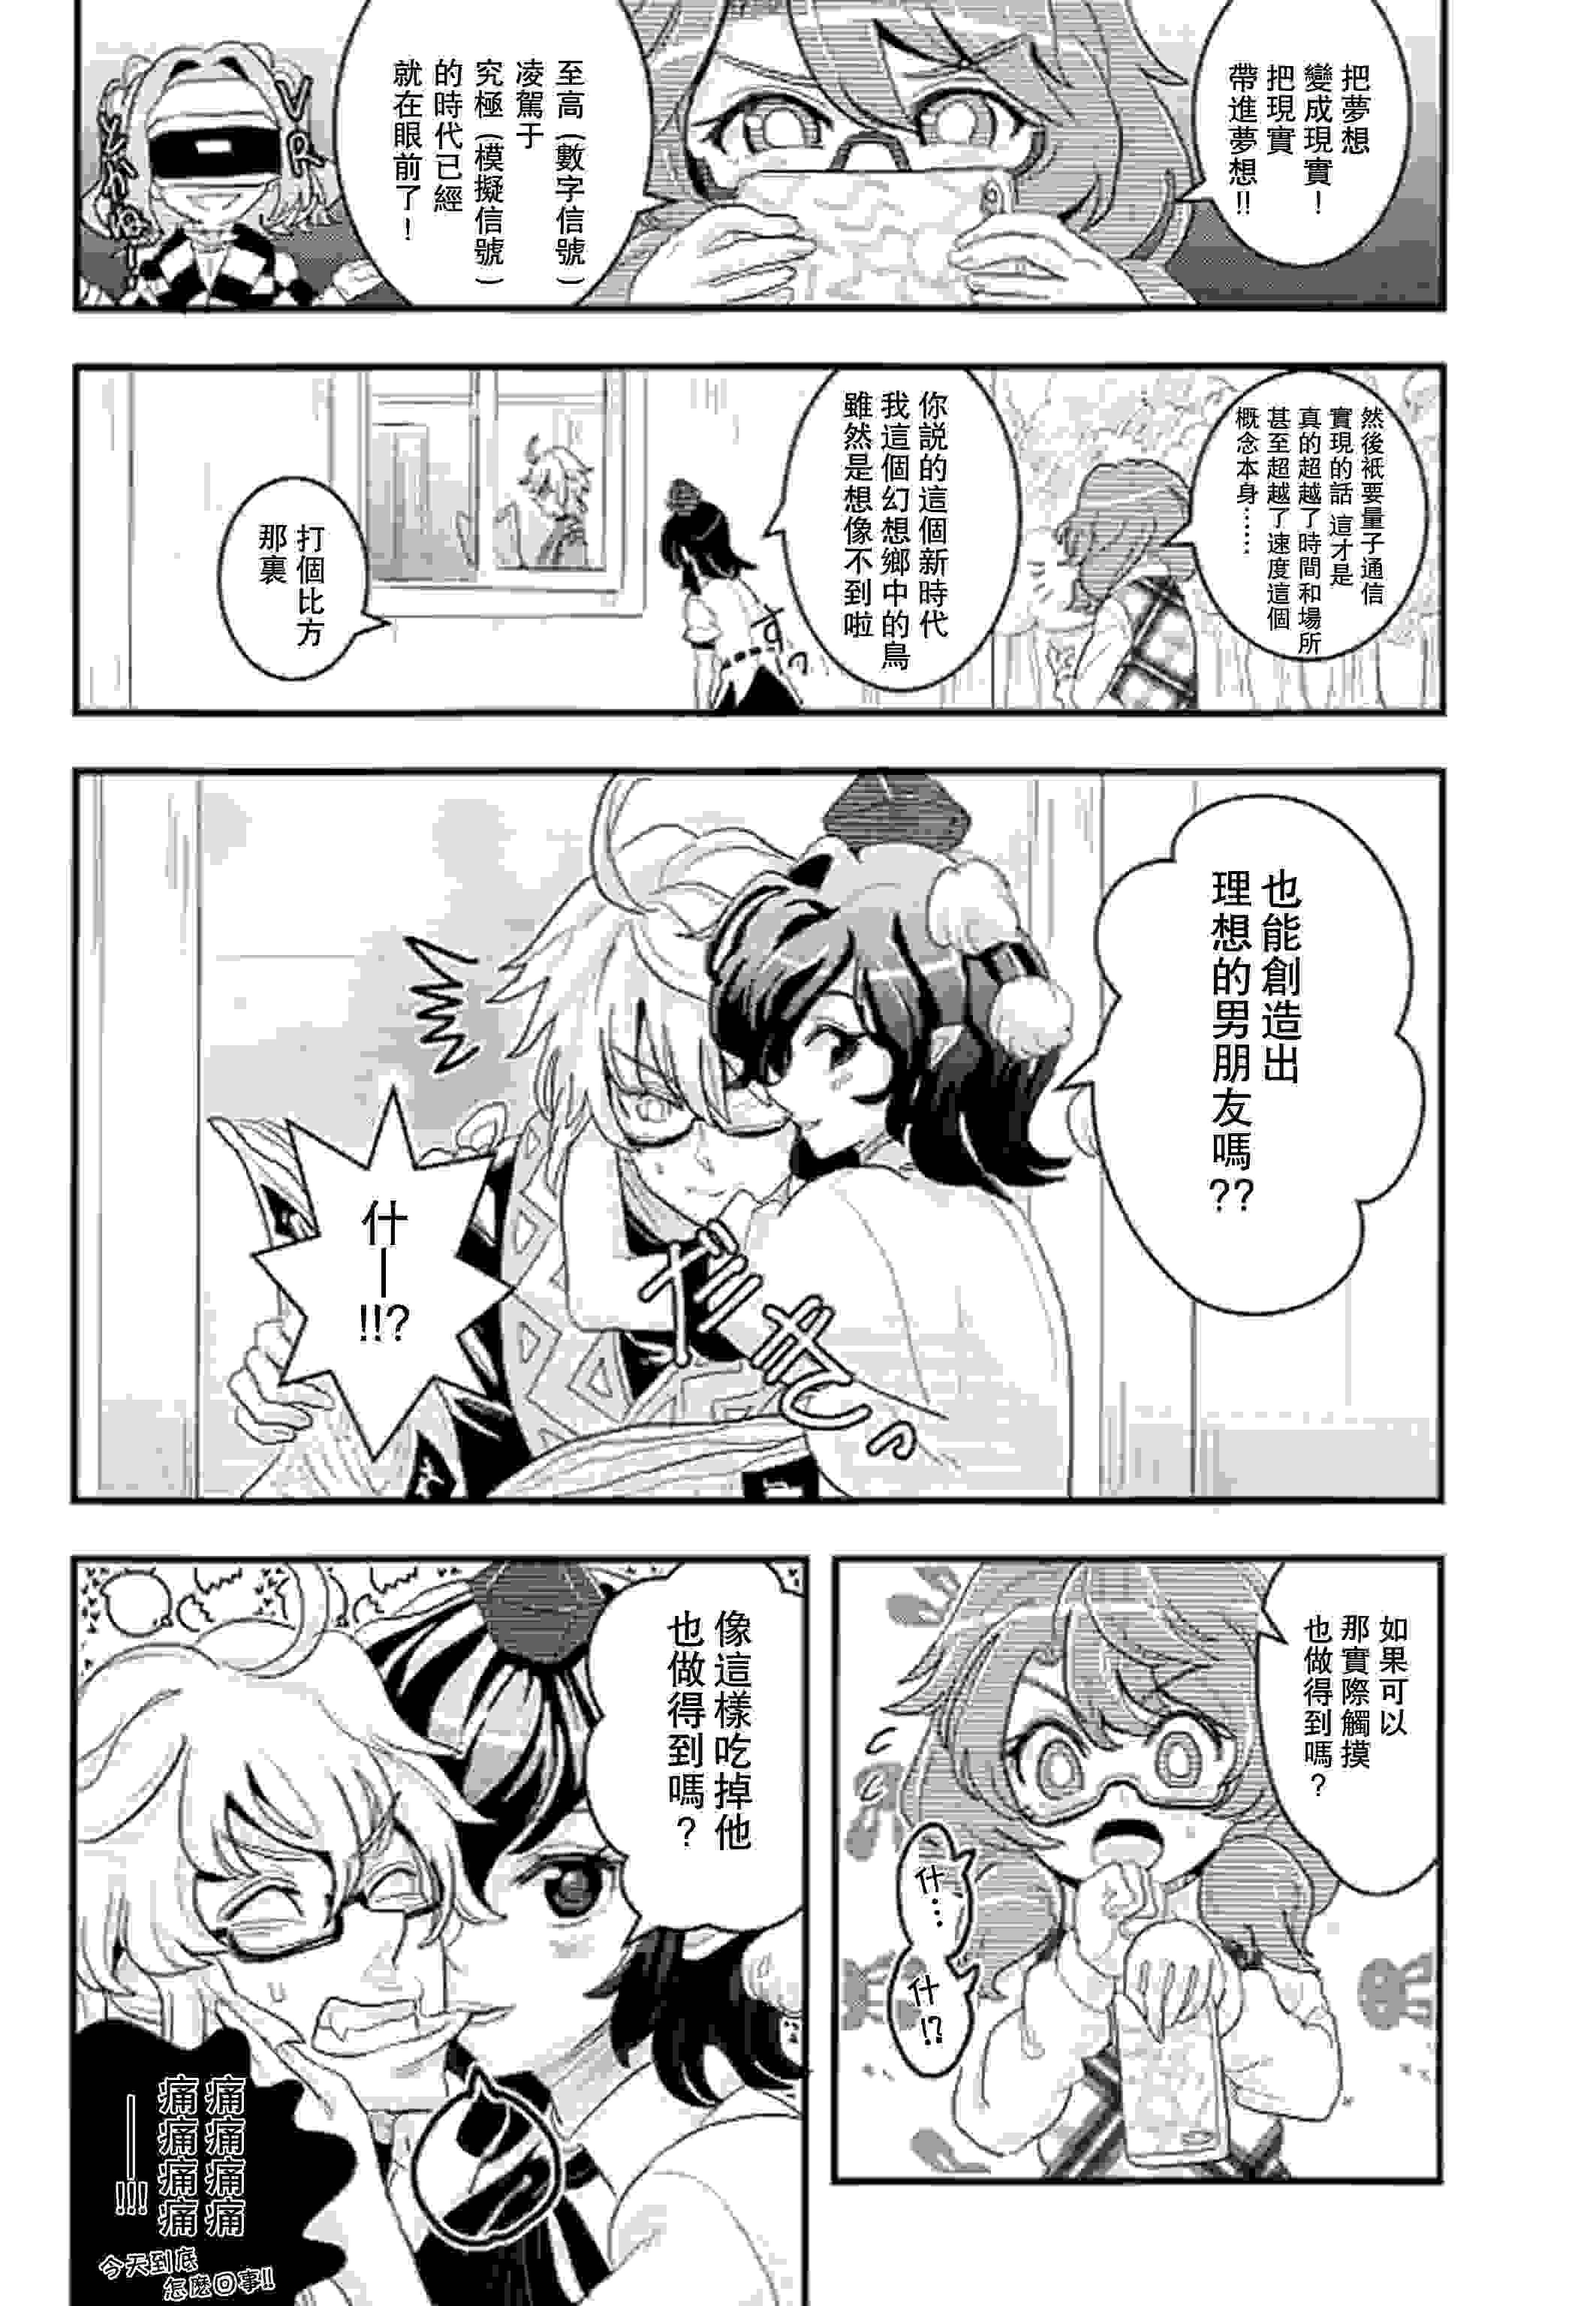 把夢想
變成現實！
把現實
帶進夢想!!
至高(數字信號)
凌駕于
究極(模擬信號)
的時代已經
就在眼前了！
VR
然後祇要量子通信
實現的話 這才是
真的超越了時間和場所
甚至超越了速度這個
概念本身……
你説的這個新時代
我這個幻想鄉中的鳥
雖然是想像不到啦
すっ
打個比方
那裏
也能創造出
理想的男朋友嗎??
什—!!?
如果可以
那實際觸摸
也做得到嗎？
什…
什!?
像這樣吃掉他
也做得到嗎？
痛痛痛痛
痛痛痛痛
——!!!
今天到底
怎麼回事!!